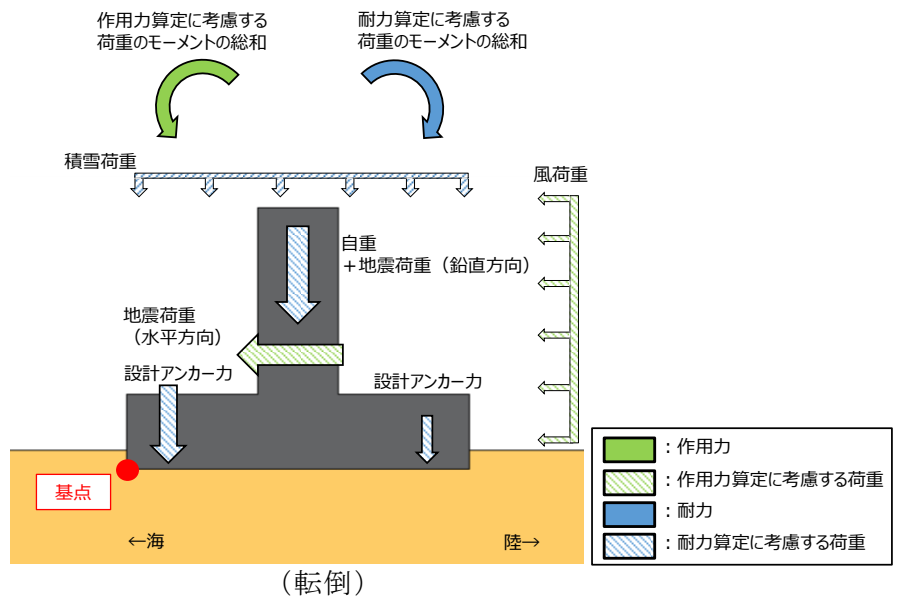 作用力算定に考慮する
荷重のモーメントの総和
耐力算定に考慮する
荷重のモーメントの総和
積雪荷重
風荷重
自重
＋地震荷重（鉛直方向）
地震荷重
（水平方向）
設計アンカー力
設計アンカー力
基点
←海
陸→
：作用力
：作用力算定に考慮する荷重
：耐力
：耐力算定に考慮する荷重
（転倒）